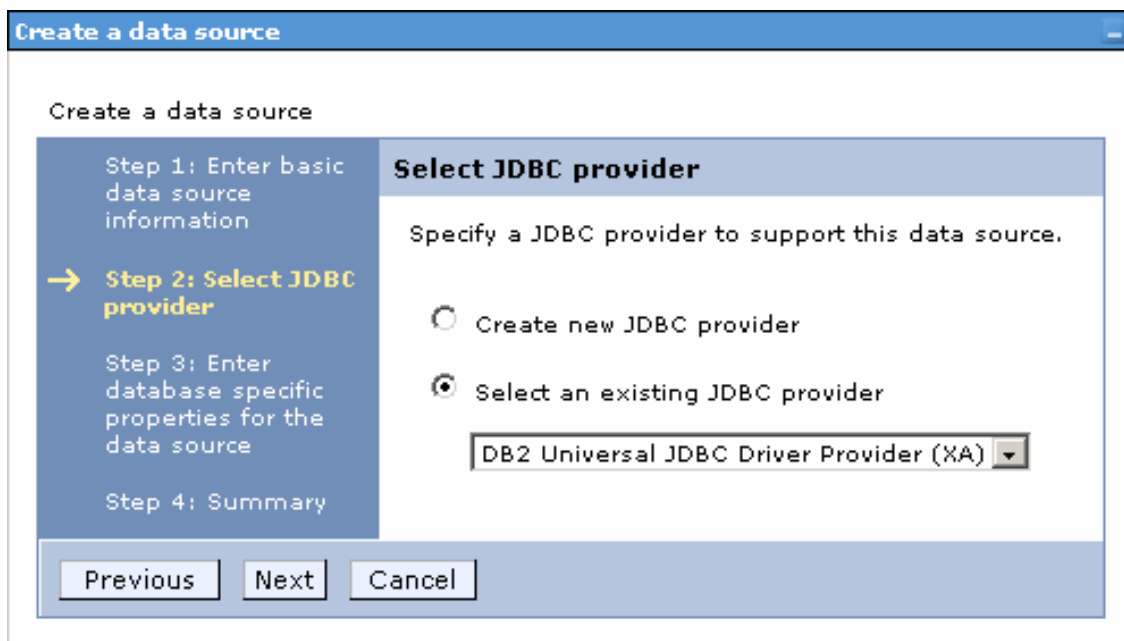 Create a data source
Create a data source
Step 1: Enter basic
data source
information
Step 2: Select JDBC
provider
Step 3: Enter
database specific
properties for the
data source
Step 4: Summary
Select JDBC provider
Specify a JDBC provider to support this data source.
Create new JDBC provider
Select an existing JDBC provider
DB2 Universal JDBC Driver Provider (XA)
Previous Next Cancel